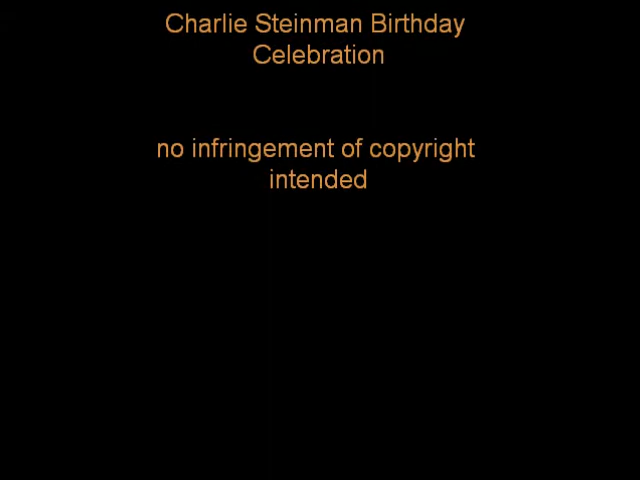 Charlie Steinman Birthday
Celebration
no infringement of copyright
intended